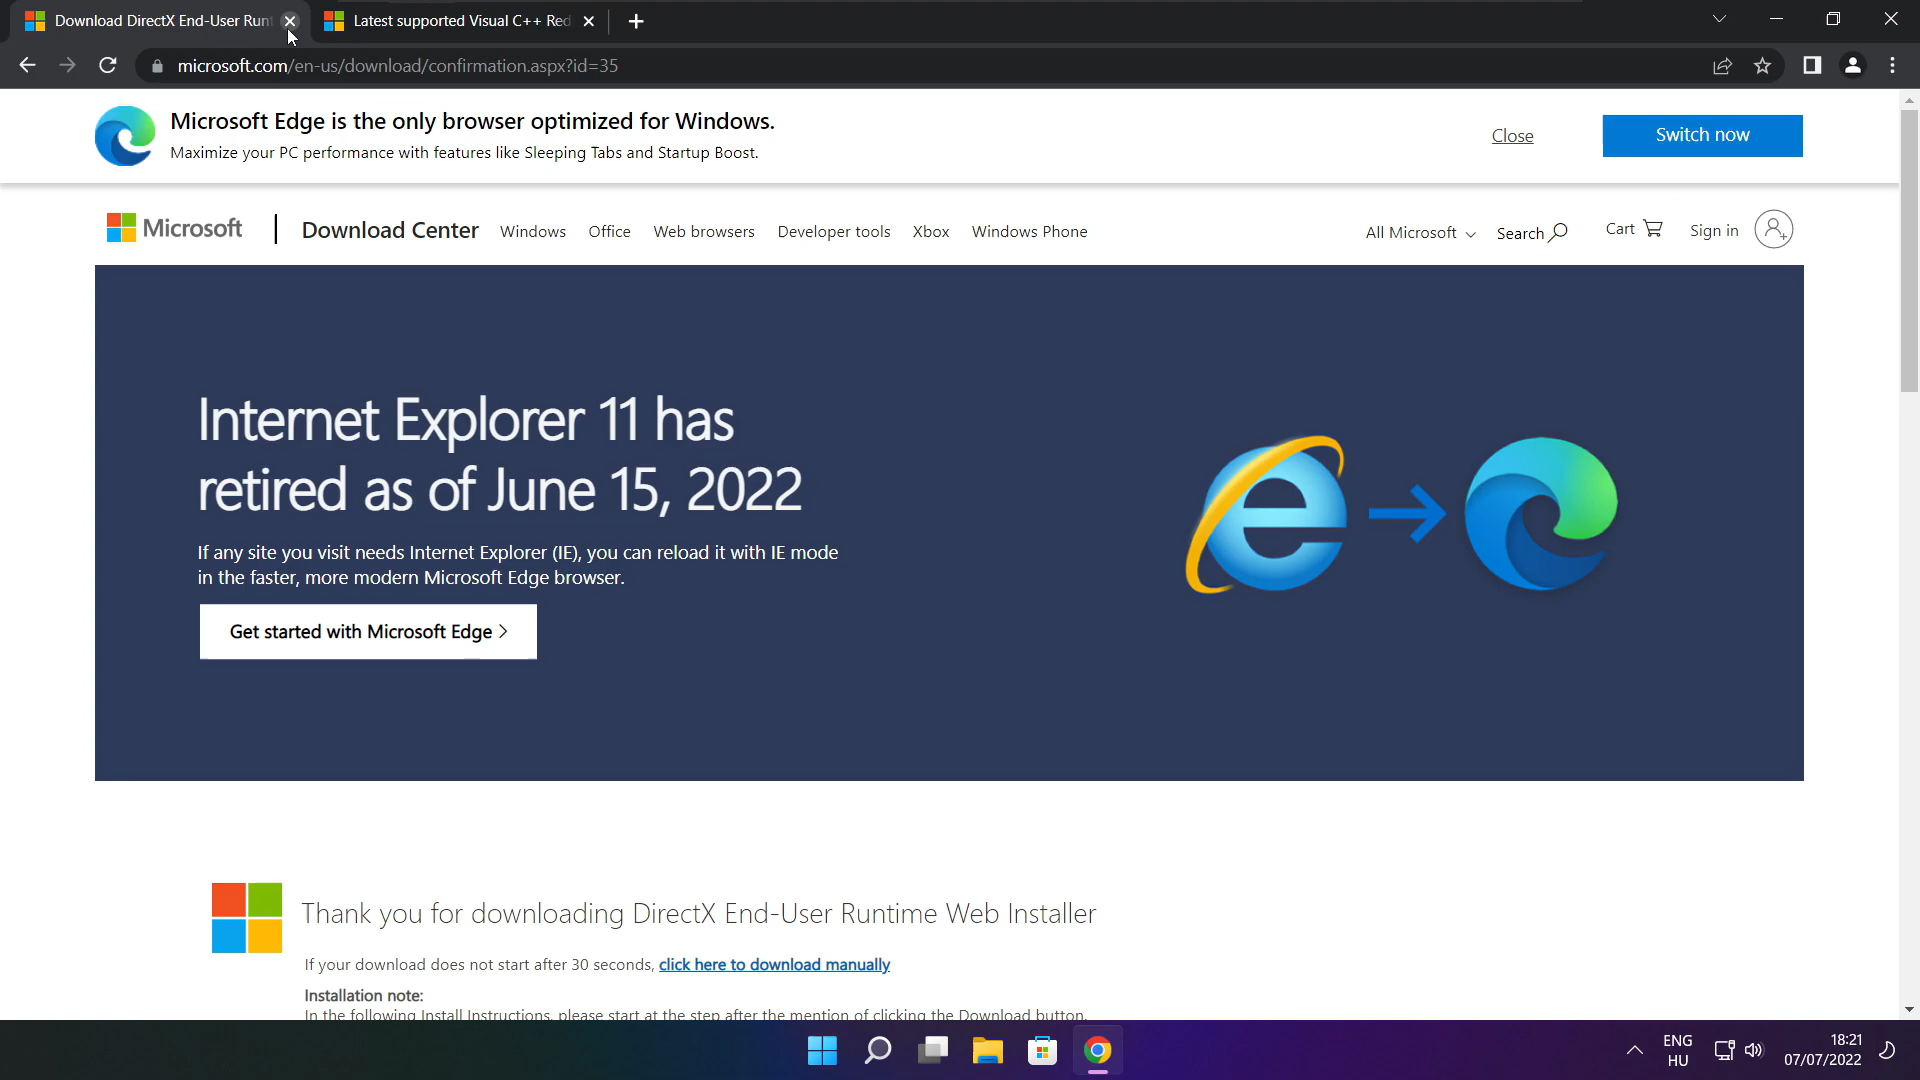 Download DirectX End-User Runt
Latest supported Visual C++ Red
microsoft.com/en-us/download/confirmation.aspx?id=35
Microsoft Edge is the only browser optimized for Windows.
Maximize your PC performance with features like Sleeping Tabs and Startup Boost.
Close
Switch now
Microsoft
Download Center
Windows
Office
Web browsers
Developer tools
Xbox
Windows Phone
All Microsoft
Search
Cart
Sign in
Internet Explorer 11 has
retired as of June 15, 2022
If any site you visit needs Internet Explorer (IE), you can reload it with IE mode
in the faster, more modern Microsoft Edge browser.
Get started with Microsoft Edge >
Thank you for downloading DirectX End-User Runtime Web Installer
If your download does not start after 30 seconds, click here to download manually
Installation note:
In the following Install Instructions, please start at the step after the mention of clicking the Download button.
ENG
HU
18:21
07/07/2022